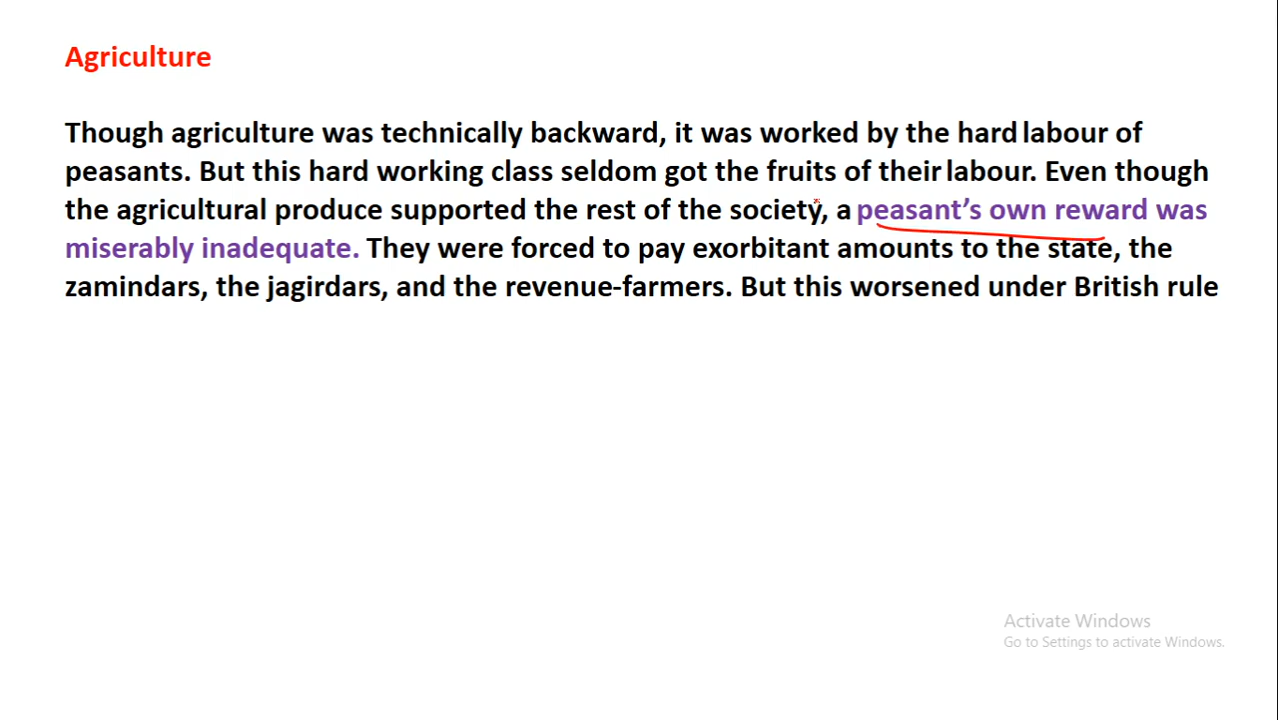 Agriculture
Though agriculture was technically backward, it was worked by the hard labour of
peasants. But this hard working class seldom got the fruits of their labour. Even though
the agricultural produce supported the rest of the society, a peasant’s own reward was
miserably inadequate. They were forced to pay exorbitant amounts to the state, the
zamindars, the jagirdars, and the revenue-farmers. But this worsened under British rule
Activate Windows
Go to Settings to activate Windows.